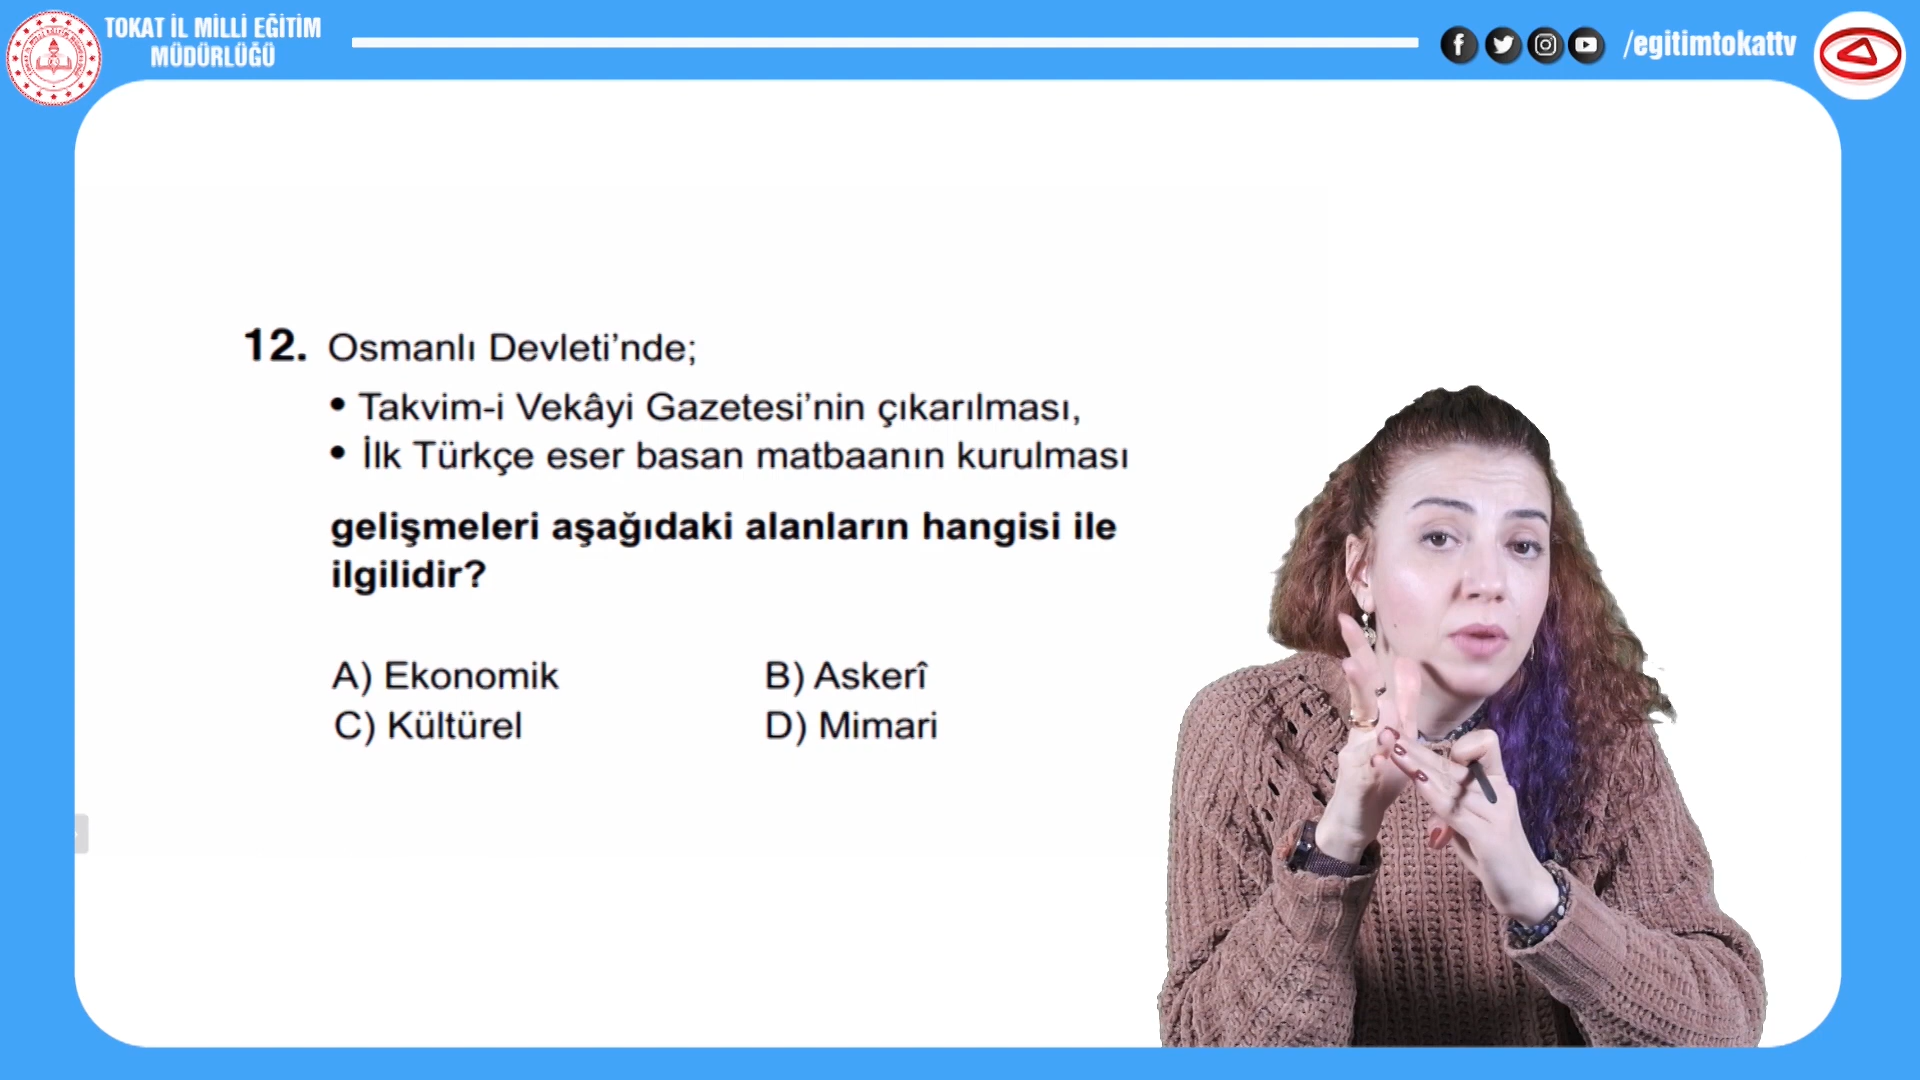 TOKAT İL MİLLİ EĞİTİM
MÜDÜRLÜĞÜ
/egitimtokattv
12. Osmanlı Devleti'nde;
• Takvim-i Vekâyi Gazetesi'nin çıkarılması,
• İlk Türkçe eser basan matbaanın kurulması
gelişmeleri aşağıdaki alanların hangisi ile
ilgilidir?
A) Ekonomik B) Askerî
C) Kültürel D) Mimari